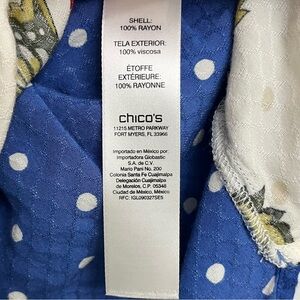 SHELL:
100% RAYON
TELA EXTERIOR:
100% viscosa
ÉTOFFE
EXTÉRIEURE:
100% RAYONNE
chico's
11215 METRO PARKWAY
FORT MYERS, FL 33966
Importado en México por:
Importadora Globastic
S.A. de C.V.
Mario Pani No. 200
Colonia Santa Fe Cuajimalpa
Delegación Cuajimalpa
de Morelos, C.P. 05348
Ciudad de México, México
RFC: IGL090327SE5